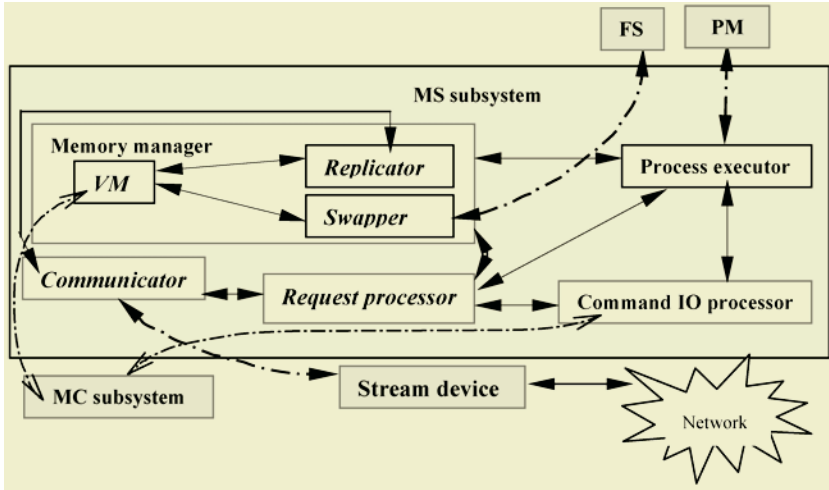 FS
PM
MS subsystem
Memory manager
VM
Replicator
Process executor
Swapper
Communicator
Request processor
Command IO processor
MC subsystem
Stream device
Network